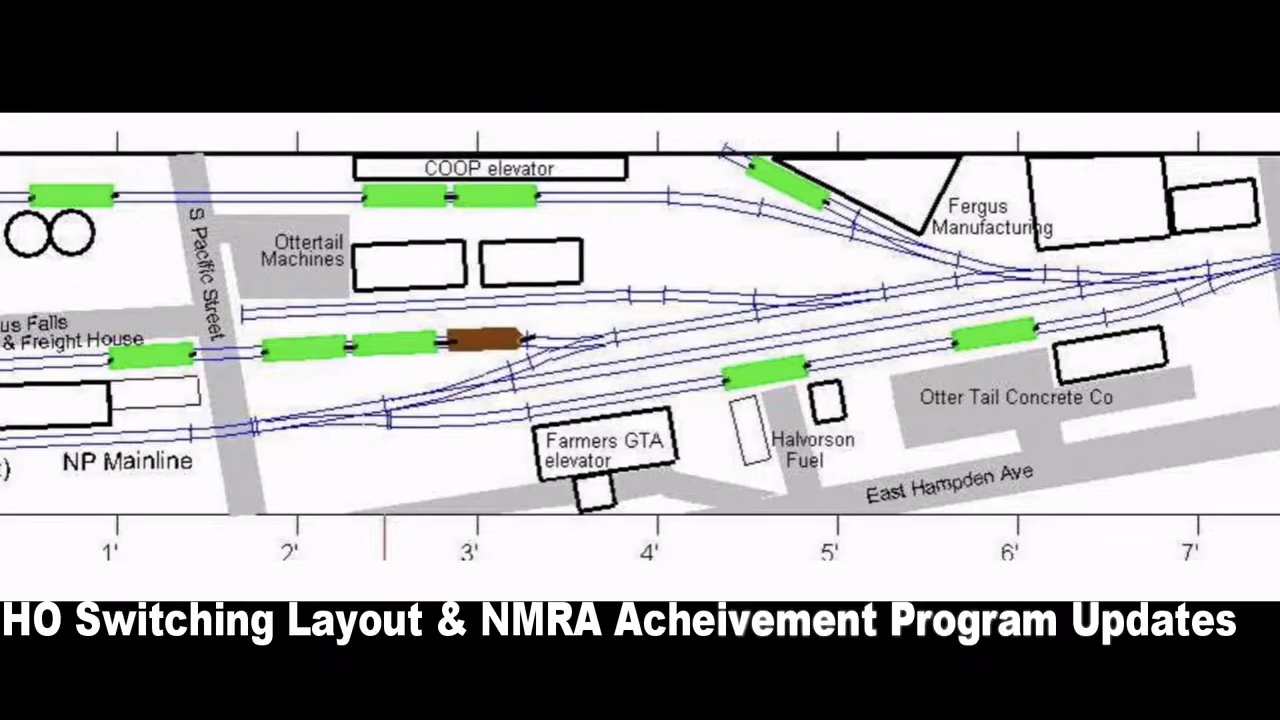 COOP elevator
S Pacific Street
Ottertail
Machines
Fergus
Manufacturing
us Falls
& Freight House
Otter Tail Concrete Co
Farmers GTA
elevator
Halvorson
Fuel
)
NP Mainline
East Hampden Ave
1' 2' 3' 4' 5' 6' 7'
HO Switching Layout & NMRA Acheivement Program Updates